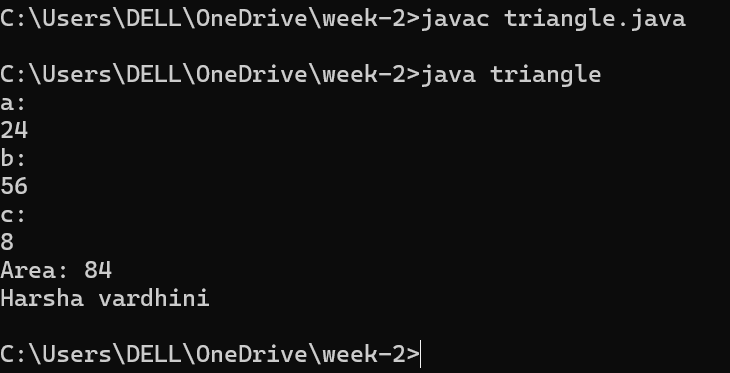 C:\Users\DELL\OneDrive\week-2>javac triangle.java
C:\Users\DELL\OneDrive\week-2>java triangle
a:
24
b:
56
c:
8
Area: 84
Harsha vardhini
C:\Users\DELL\OneDrive\week-2>